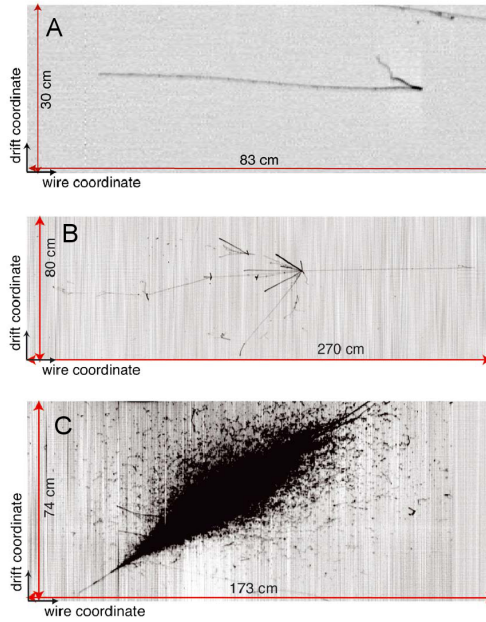 A
30 cm
drift coordinate
83 cm
wire coordinate
B
80 cm
drift coordinate
270 cm
wire coordinate
C
74 cm
drift coordinate
173 cm
wire coordinate